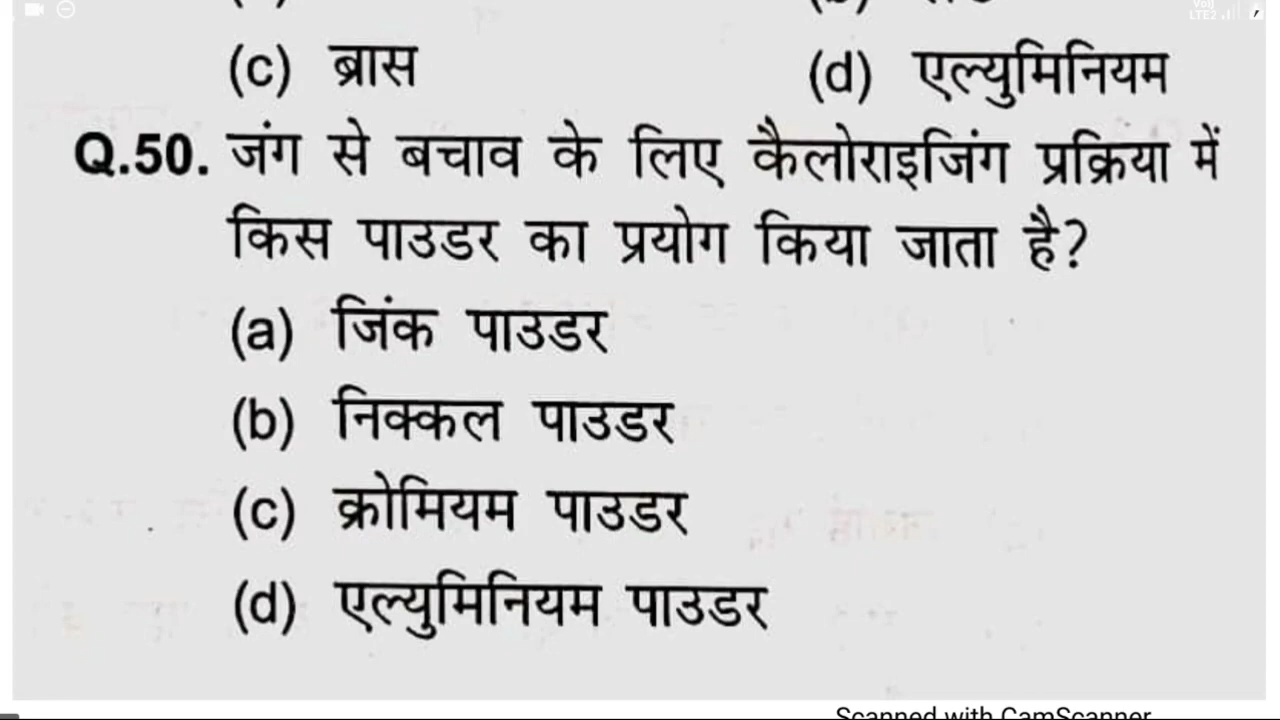 (c) ब्रास (d) एल्युमिनियम
Q.50. जंग से बचाव के लिए कैलोराइजिंग प्रक्रिया में
किस पाउडर का प्रयोग किया जाता है?
(a) जिंक पाउडर
(b) निक्कल पाउडर
(c) क्रोमियम पाउडर
(d) एल्युमिनियम पाउडर
Scanned with CamScanner